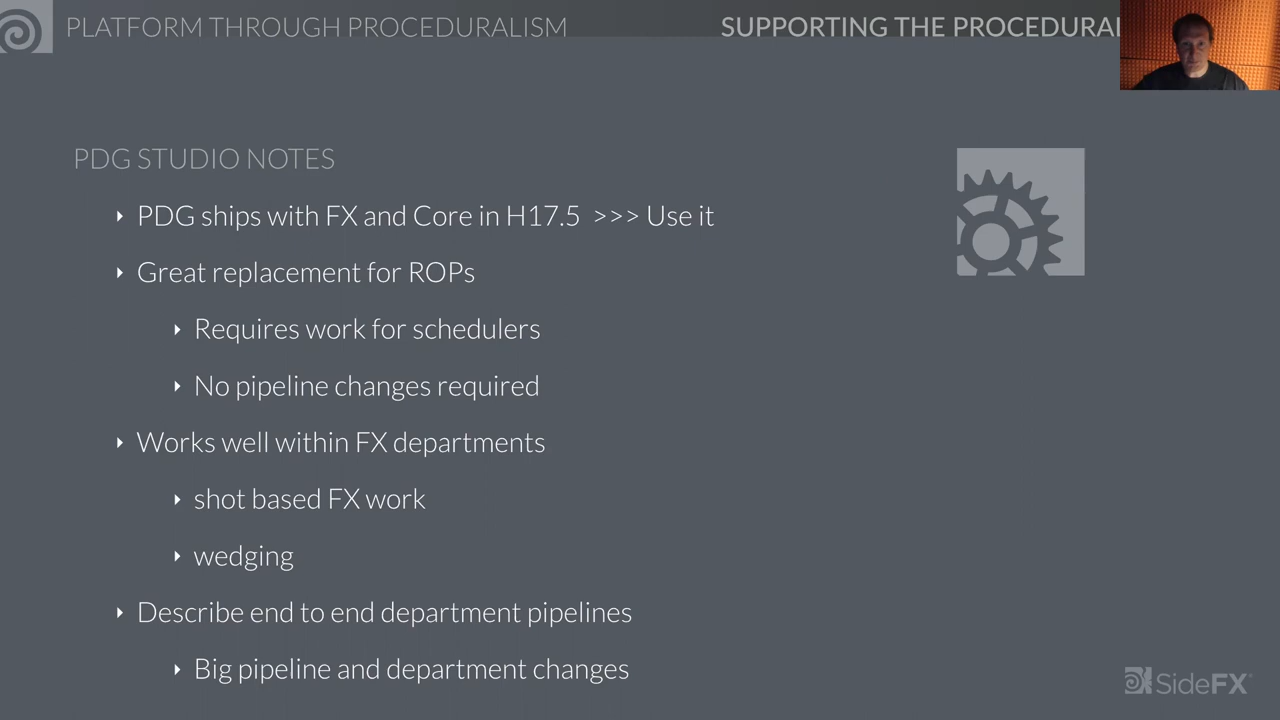 PLATFORM THROUGH PROCEDURALISM
SUPPORTING THE PROCEDURAL
PDG STUDIO NOTES
PDG ships with FX and Core in H17.5 >>> Use it
Great replacement for ROPs
Requires work for schedulers
No pipeline changes required
Works well within FX departments
shot based FX work
wedging
Describe end to end department pipelines
Big pipeline and department changes
SideFX